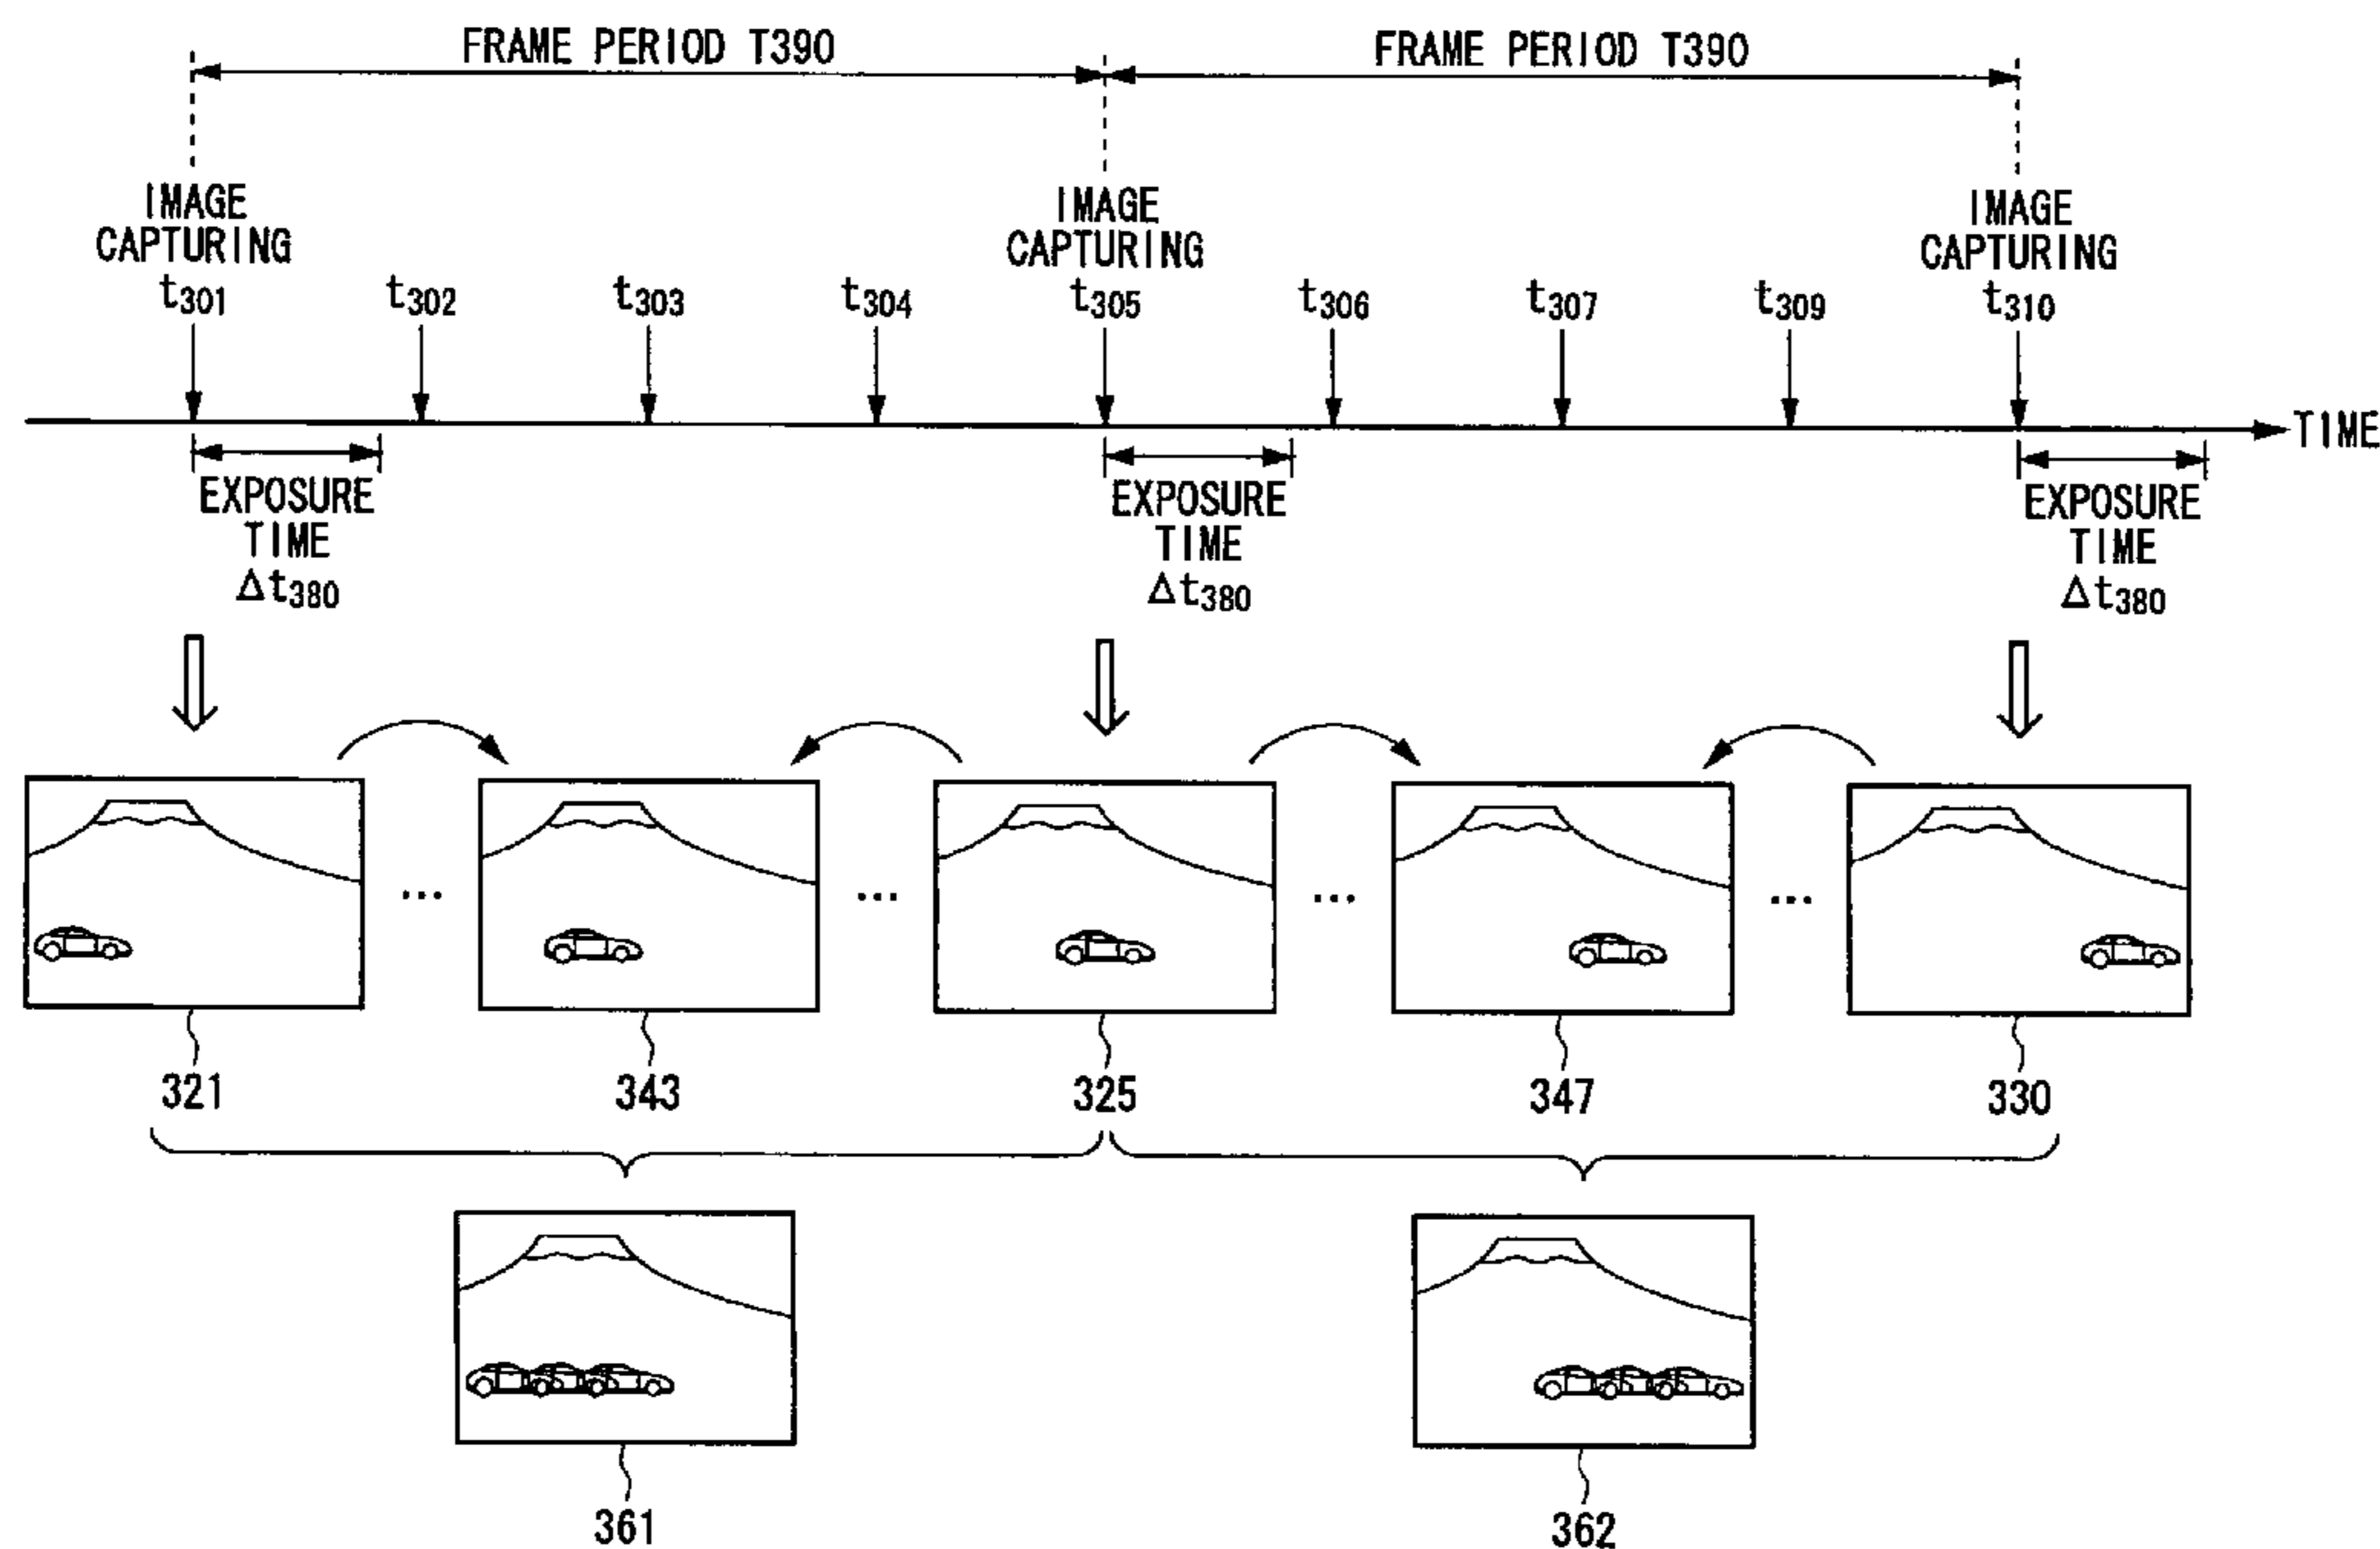 FRAME PERIOD T390
FRAME PERIOD T390
IMAGE
CAPTURING
t301
t302
t303
t304
IMAGE
CAPTURING
t305
t306
t307
t309
IMAGE
CAPTURING
t310
TIME
EXPOSURE
TIME
Δt380
EXPOSURE
TIME
Δt380
EXPOSURE
TIME
Δt380
...
...
...
...
321
343
325
347
330
361
362